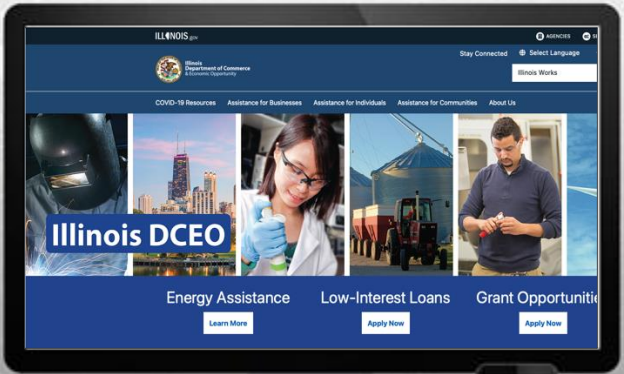 ILLINOIS.gov
AGENCIES
Stay Connected
Select Language
Illinois
Department of Commerce
& Economic Opportunity
Illinois Works
COVID-19 Resources
Assistance for Businesses
Assistance for Individuals
Assistance for Communities
About Us
Illinois DCEO
Energy Assistance
Low-Interest Loans
Grant Opportunitie
Learn More
Apply Now
Apply Now